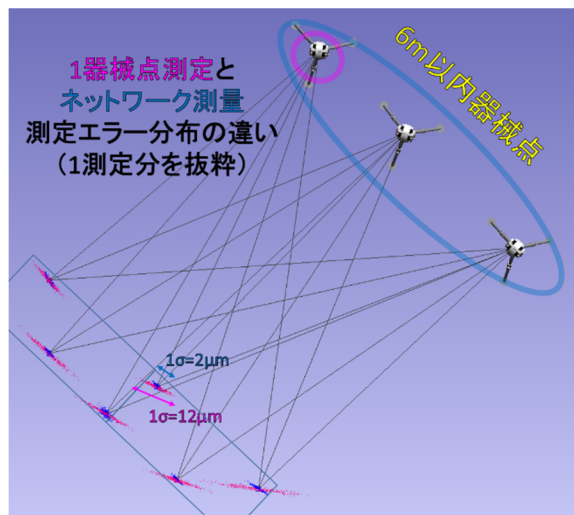 1器械点測定と
ネットワーク測量
測定エラー分布の違い
（1測定分を抜粋）
6m以内器械点
1σ=2μm
1σ=12μm